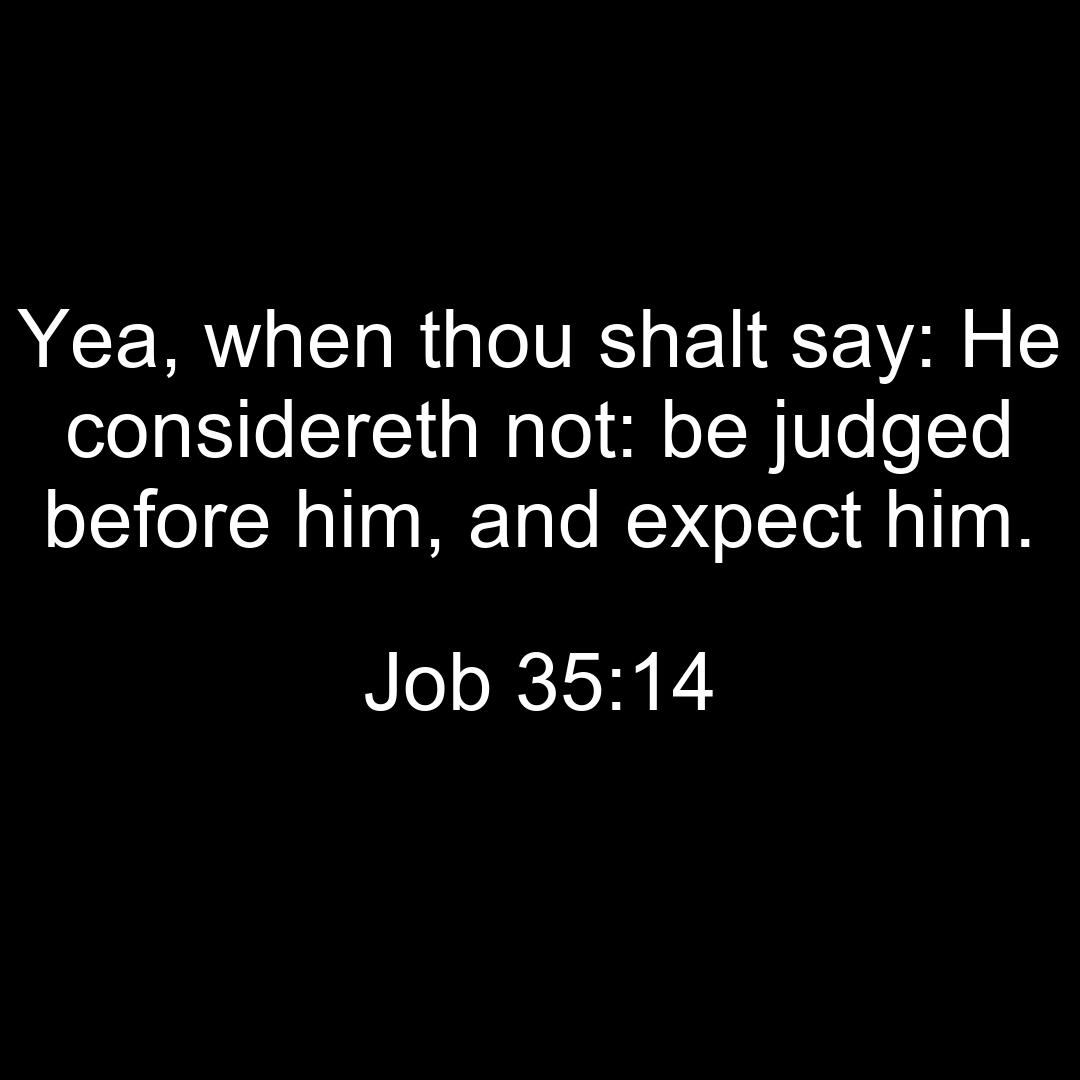 Yea, when thou shalt say: He
considereth not: be judged
before him, and expect him.
Job 35:14